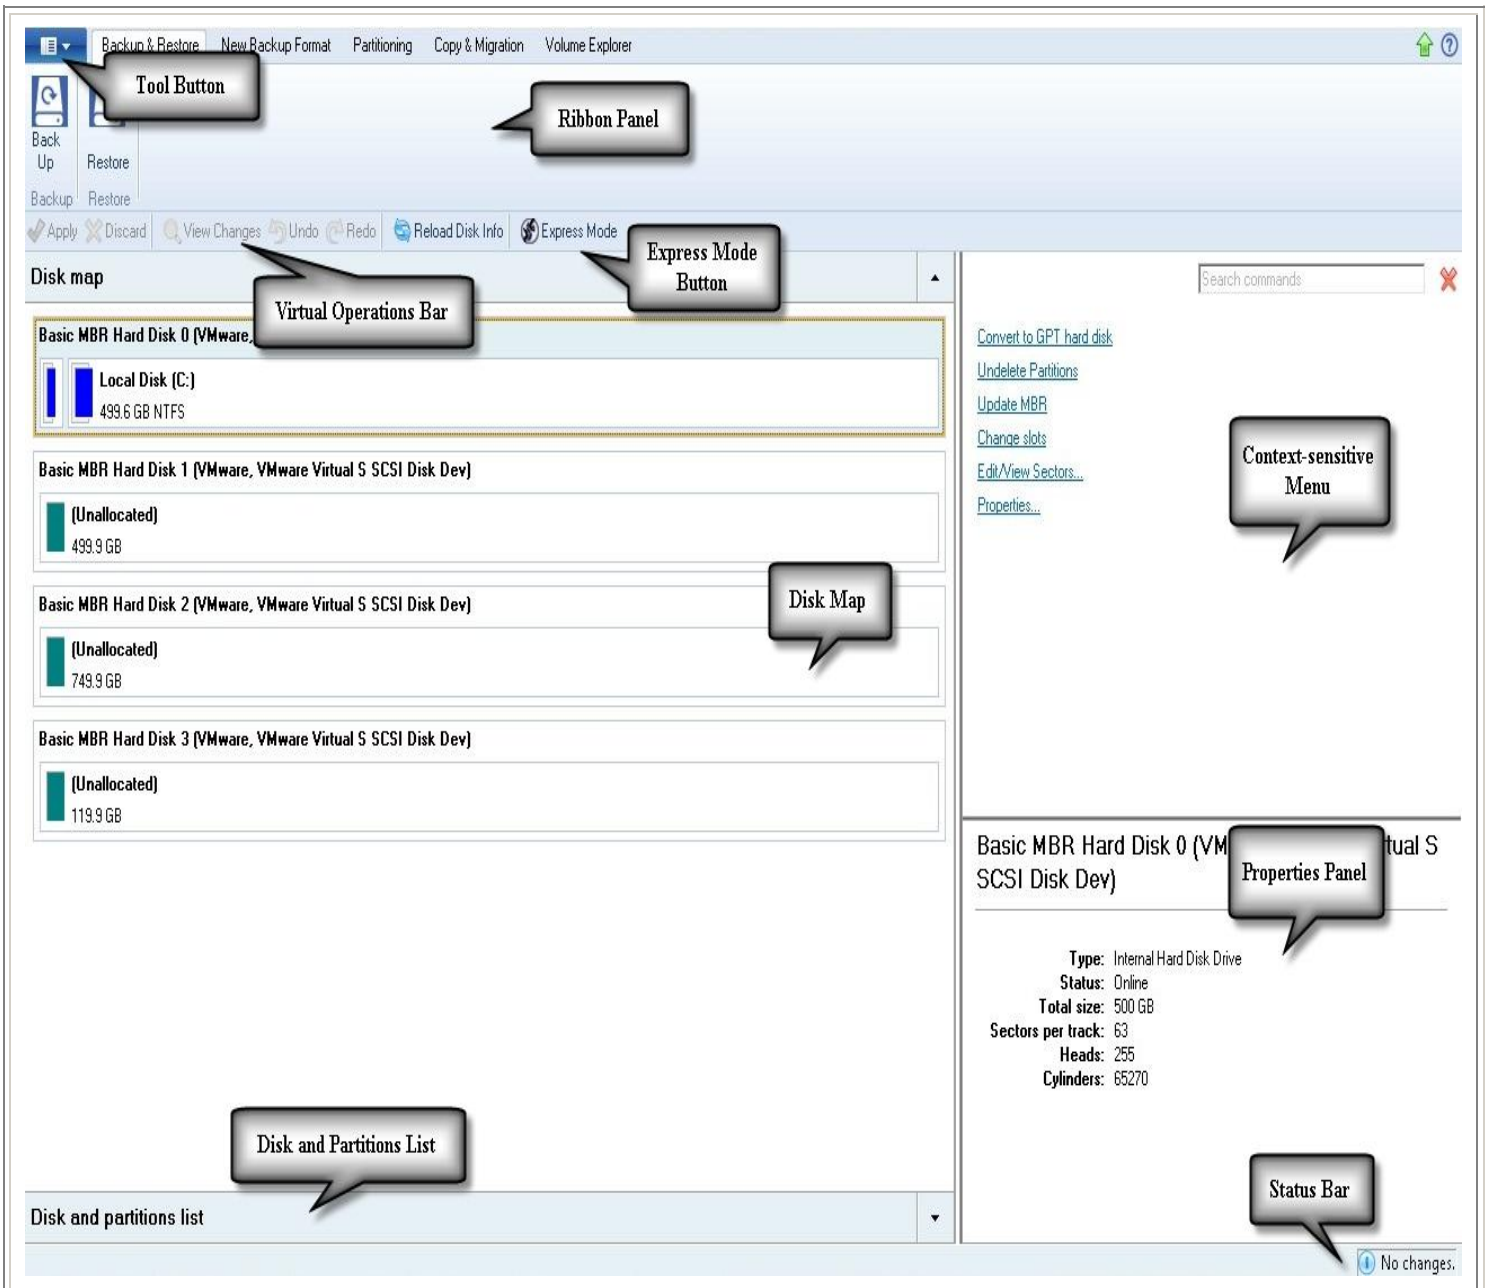 Backup & Restore New Backup Format Partitioning Copy & Migration Volume Explorer
Tool Button
Ribbon Panel
Back
Up
Restore
Backup Restore
Apply Discard View Changes Undo Redo Reload Disk Info Express Mode
Express Mode
Button
Disk map
Search commands
Virtual Operations Bar
Basic MBR Hard Disk 0 (VMware,
Local Disk (C:)
499.6 GB NTFS
Basic MBR Hard Disk 1 (VMware, VMware Virtual S SCSI Disk Dev)
(Unallocated)
499.9 GB
Disk Map
Basic MBR Hard Disk 2 (VMware, VMware Virtual S SCSI Disk Dev)
(Unallocated)
749.9 GB
Basic MBR Hard Disk 3 (VMware, VMware Virtual S SCSI Disk Dev)
(Unallocated)
119.9 GB
Convert to GPT hard disk
Undelete Partitions
Update MBR
Change slots
Edit/View Sectors...
Properties...
Context-sensitive
Menu
Basic MBR Hard Disk 0 (VM tual S
SCSI Disk Dev)
Properties Panel
Type: Internal Hard Disk Drive
Status: Online
Total size: 500 GB
Sectors per track: 63
Heads: 255
Cylinders: 65270
Disk and Partitions List
Disk and partitions list
Status Bar
No changes.